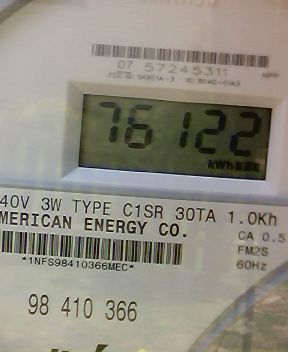 07 57245311
76122
kWh
40V 3W TYPE C1SR 30TA 1.0Kh
MERICAN ENERGY CO.
CA 0.5
*1NFS98410366MEC*
FM2S
60Hz
98 410 366